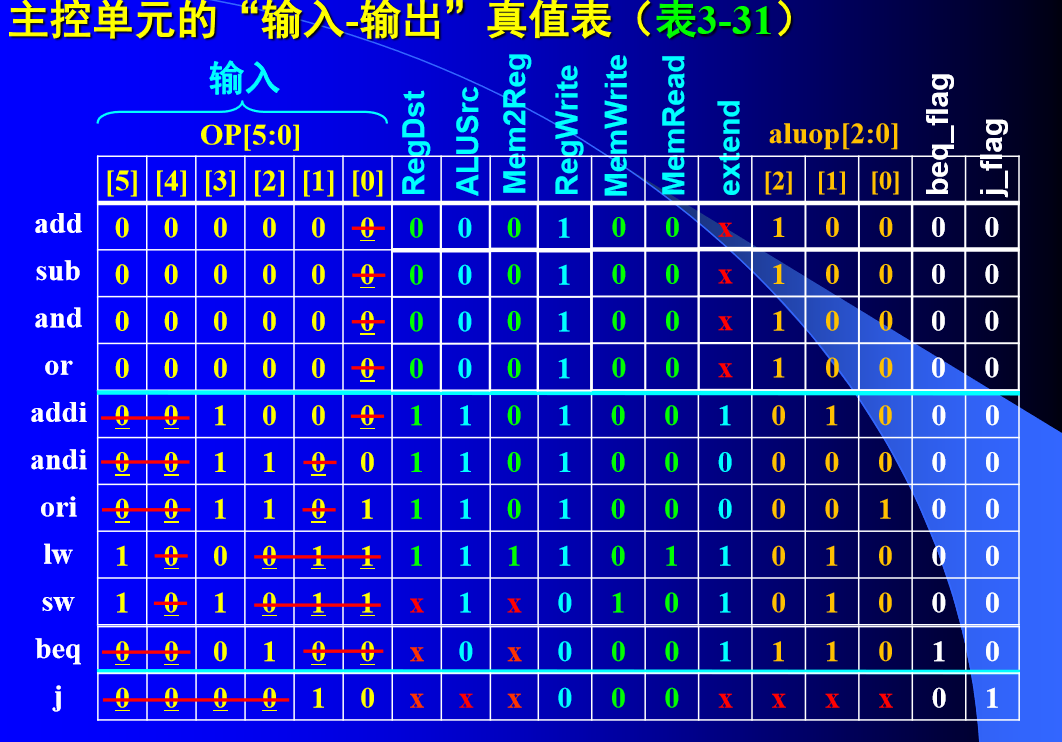 主控单元的“输入-输出”真值表（表3-31）
输入
OP[5:0] RegDst ALUSrc Mem2Reg RegWrite MemWrite MemRead extend aluop[2:0] beq_flag j_flag
[5] [4] [3] [2] [1] [0] [2] [1] [0]
add 0 0 0 0 0 0 0 0 0 1 0 0 x 1 0 0 0 0
sub 0 0 0 0 0 0 0 0 0 1 0 0 x 1 0 0 0 0
and 0 0 0 0 0 0 0 0 0 1 0 0 x 1 0 0 0 0
or 0 0 0 0 0 0 0 0 0 1 0 0 x 1 0 0 0 0
addi 0 0 1 0 0 0 1 1 0 1 0 0 1 0 1 0 0 0
andi 0 0 1 1 0 0 1 1 0 1 0 0 0 0 0 0 0 0
ori 0 0 1 1 0 1 1 1 0 1 0 0 0 0 0 1 0 0
lw 1 0 0 0 1 1 1 1 1 1 0 1 1 0 1 0 0 0
sw 1 0 1 0 1 1 x 1 x 0 1 0 1 0 1 0 0 0
beq 0 0 0 1 0 0 x 0 x 0 0 0 1 1 1 0 1 0
j 0 0 0 0 1 0 x x x 0 0 0 x x x x 0 1